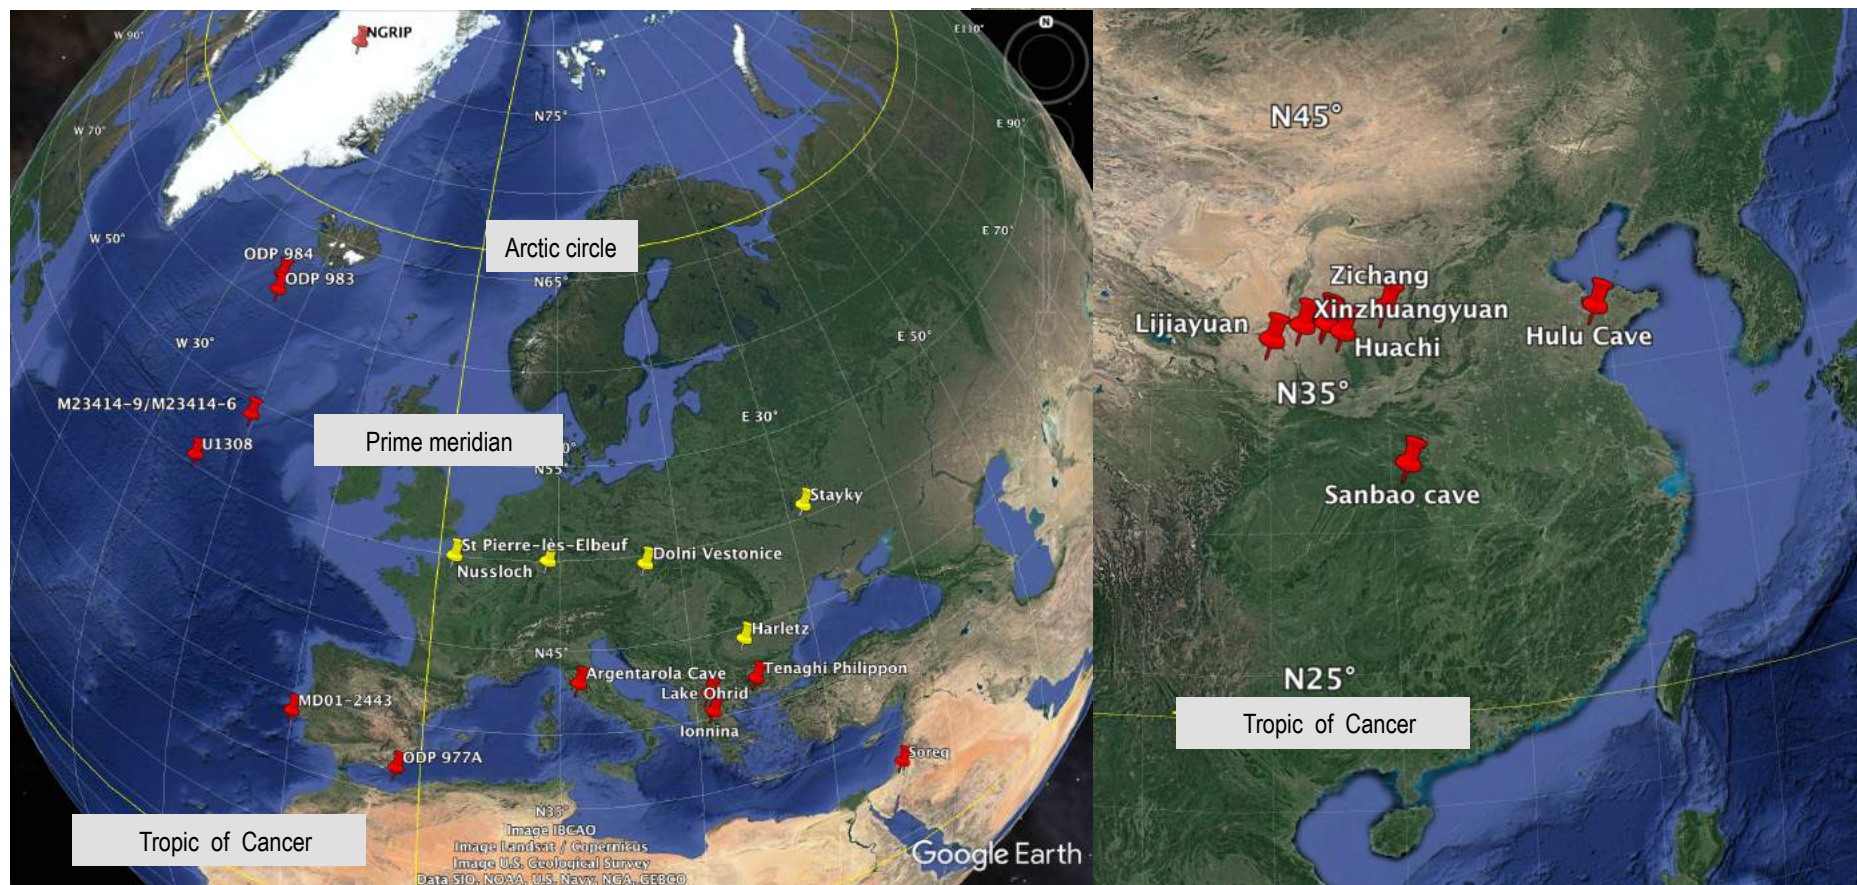 W 90°
NGRIP
N
E110°
N75°
W 70°
E 90°
W 50°
E 70°
Arctic circle
ODP 984
ODP 983
N65°
W 30°
E 50°
M23414-9/M23414-6
E 30°
Prime meridian
U1308
N55°
Stayky
St Pierre-lès-Elbeuf
Dolni Vestonice
Nussloch
Harletz
N45°
Argentarola Cave
Tenaghi Philippon
Lake Ohrid
MD01-2443
Ionnina
ODP 977A
Soreq
N35°
Tropic of Cancer
Image IBCAO
Image Landsat / Copernicus
Image U.S. Geological Survey
Data SIO, NOAA, U.S. Navy, NGA, GEBCO
Google Earth
N45°
Zichang
Xinzhuangyuan
Lijiayuan
Hulu Cave
Huachi
N35°
Sanbao cave
N25°
Tropic of Cancer